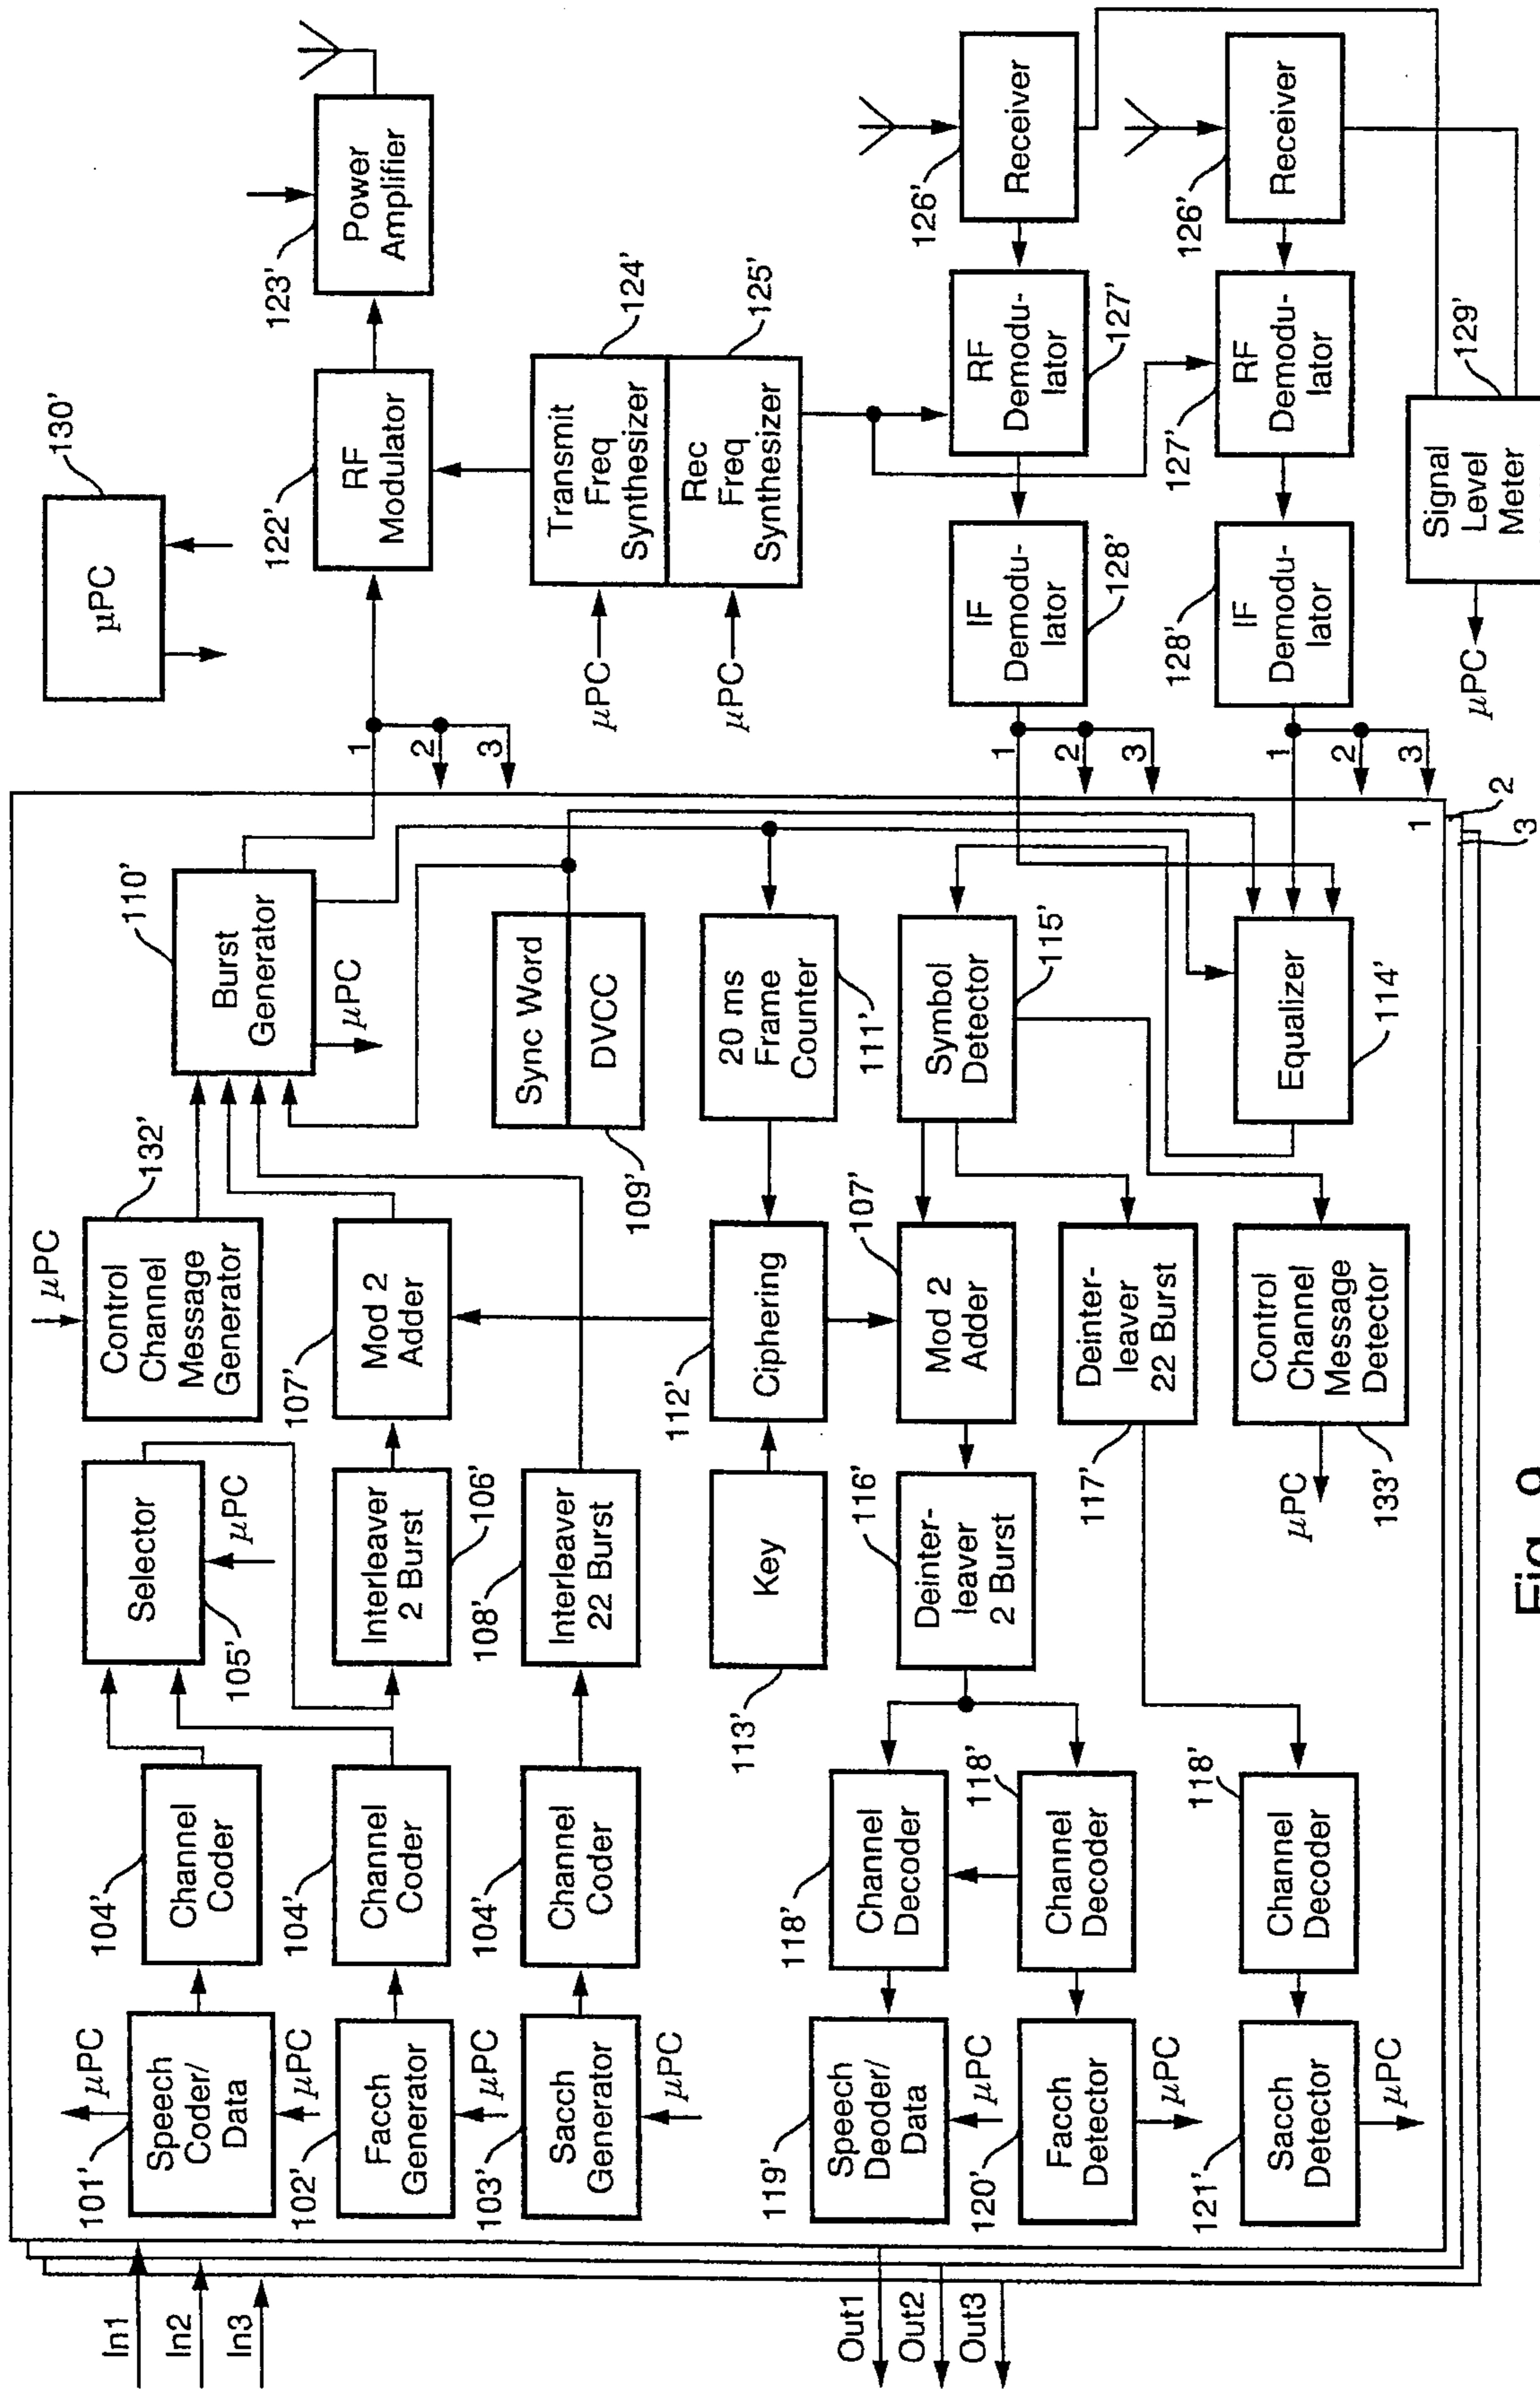 In1
In2
In3
101'
Speech
Coder/
Data
μPC
μPC
102'
Facch
Generator
μPC
103'
Sacch
Generator
μPC
104'
Channel
Coder
104'
Channel
Coder
104'
Channel
Coder
105'
Selector
μPC
106'
Interleaver
2 Burst
108'
Interleaver
22 Burst
μPC
132'
Control
Channel
Message
Generator
107'
Mod 2
Adder
110'
Burst
Generator
μPC
Sync Word
DVCC
109'
20 ms
Frame
Counter
111'
112'
Ciphering
Key
113'
107'
Mod 2
Adder
Symbol
Detector
115'
Equalizer
114'
116'
Deinter-
leaver
2 Burst
117'
Deinter-
leaver
22 Burst
Control
Channel
Message
Detector
133'
μPC
118'
Channel
Decoder
118'
Channel
Decoder
118'
Channel
Decoder
119'
Speech
Deoder/
Data
μPC
120'
Facch
Detector
μPC
121'
Sacch
Detector
μPC
Out1
Out2
Out3
1
2
3
1
2
3
1
2
3
1
2
3
130'
μPC
122'
RF
Modulator
123'
Power
Amplifier
124'
Transmit
Freq
Synthesizer
125'
Rec
Freq
Synthesizer
μPC
μPC
126'
Receiver
126'
Receiver
127'
RF
Demodu-
lator
127'
RF
Demodu-
lator
128'
IF
Demodu-
lator
128'
IF
Demodu-
lator
129'
Signal
Level
Meter
μPC
Fig. 9